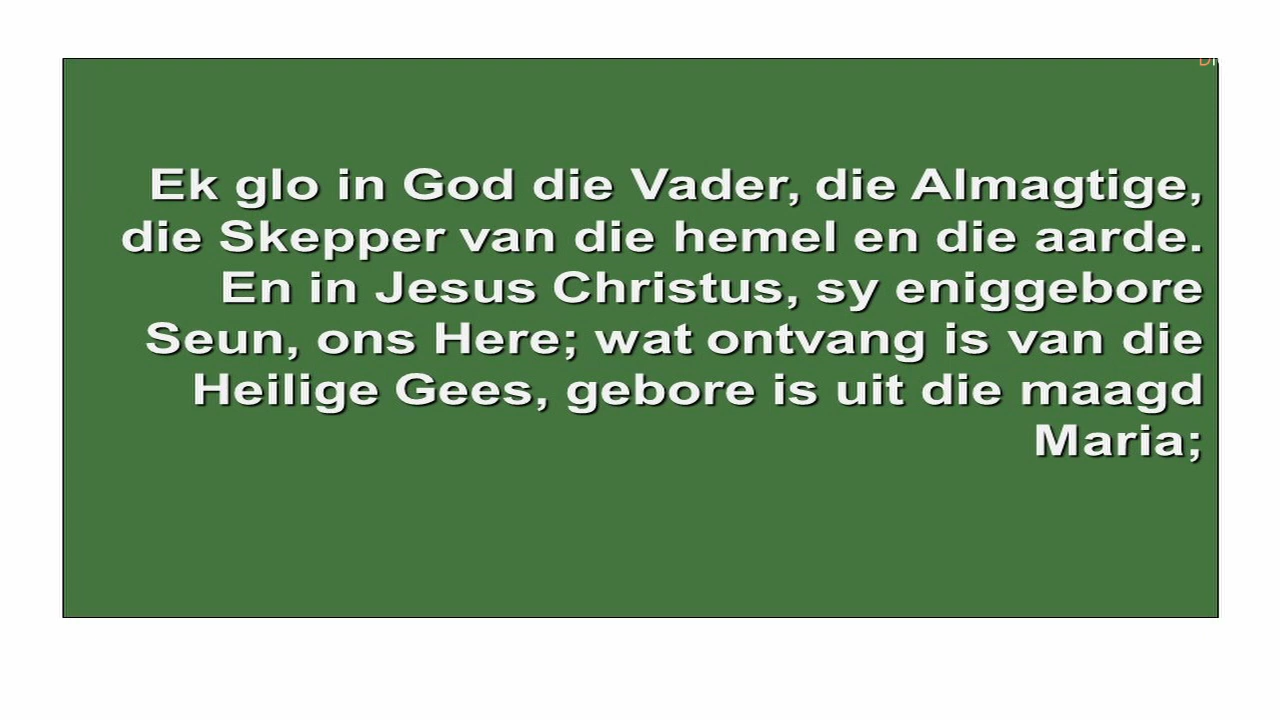 Ek glo in God die Vader, die Almagtige,
die Skepper van die hemel en die aarde.
En in Jesus Christus, sy eniggebore
Seun, ons Here; wat ontvang is van die
Heilige Gees, gebore is uit die maagd
Maria;